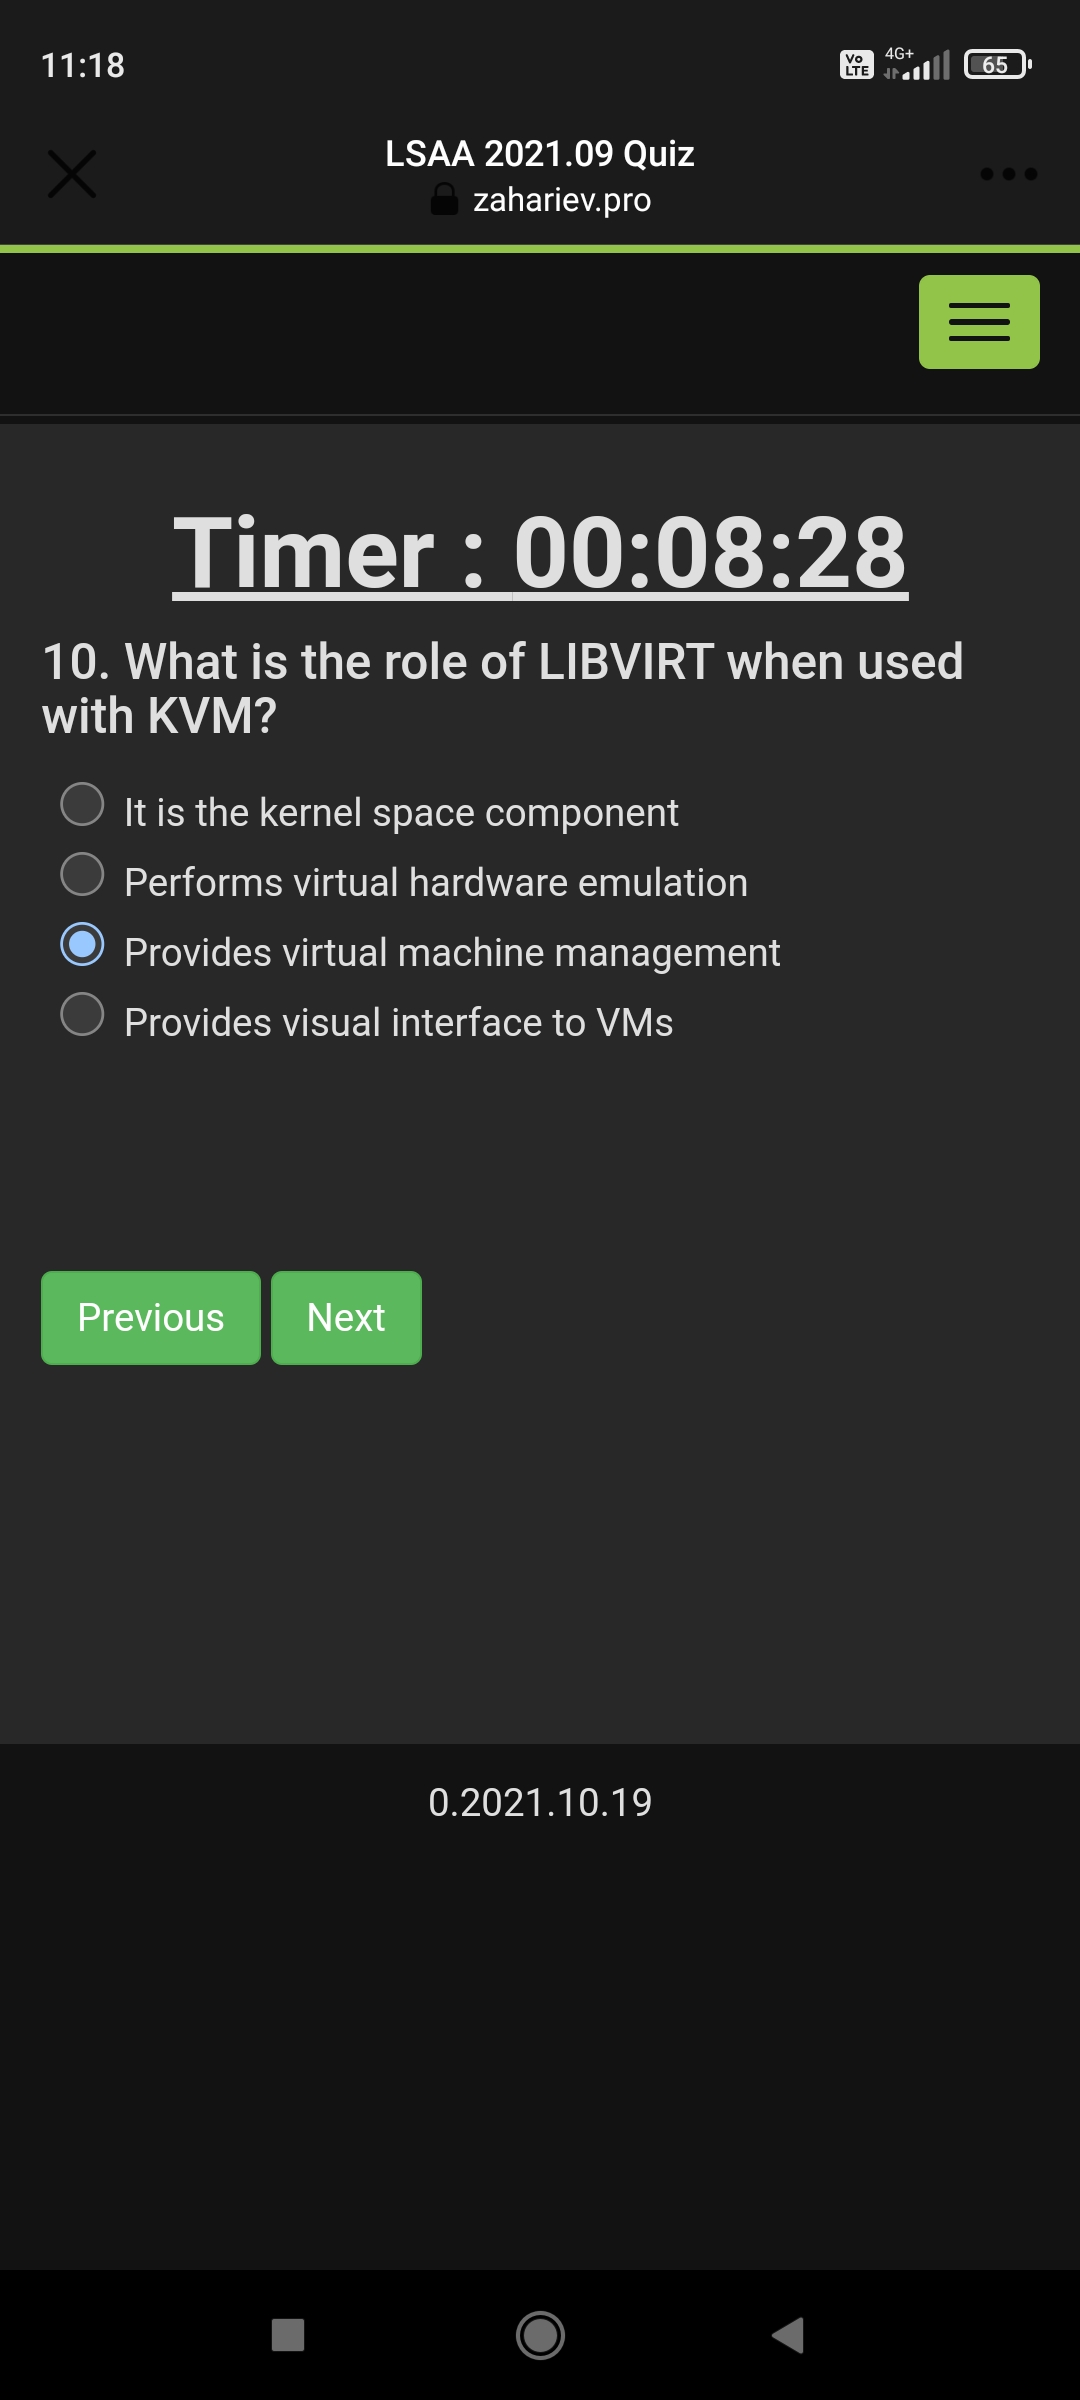 11:18
Vo LTE
4G+
65
LSAA 2021.09 Quiz
zahariev.pro
Timer : 00:08:28
10. What is the role of LIBVIRT when used
with KVM?
It is the kernel space component
Performs virtual hardware emulation
Provides virtual machine management
Provides visual interface to VMs
Previous
Next
0.2021.10.19